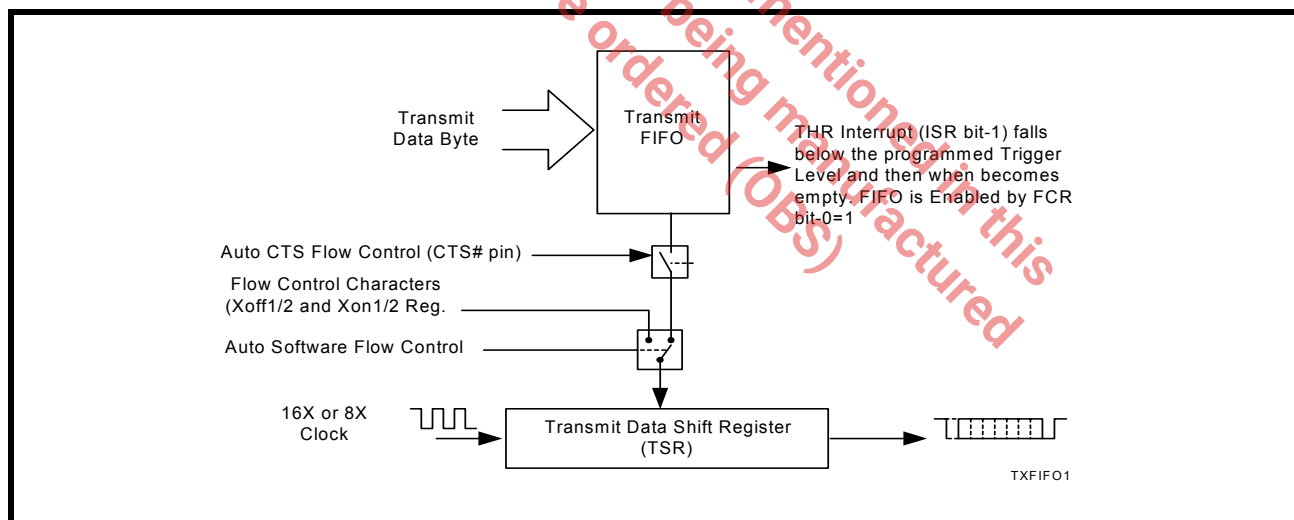 mentioned in this
being manufactured
e ordered (OBS)
Transmit
Data Byte
Transmit
FIFO
THR Interrupt (ISR bit-1) falls
below the programmed Trigger
Level and then when becomes
empty. FIFO is Enabled by FCR
bit-0=1
Auto CTS Flow Control (CTS# pin)
Flow Control Characters
(Xoff1/2 and Xon1/2 Reg.
Auto Software Flow Control
16X or 8X
Clock
Transmit Data Shift Register
(TSR)
TXFIFO1